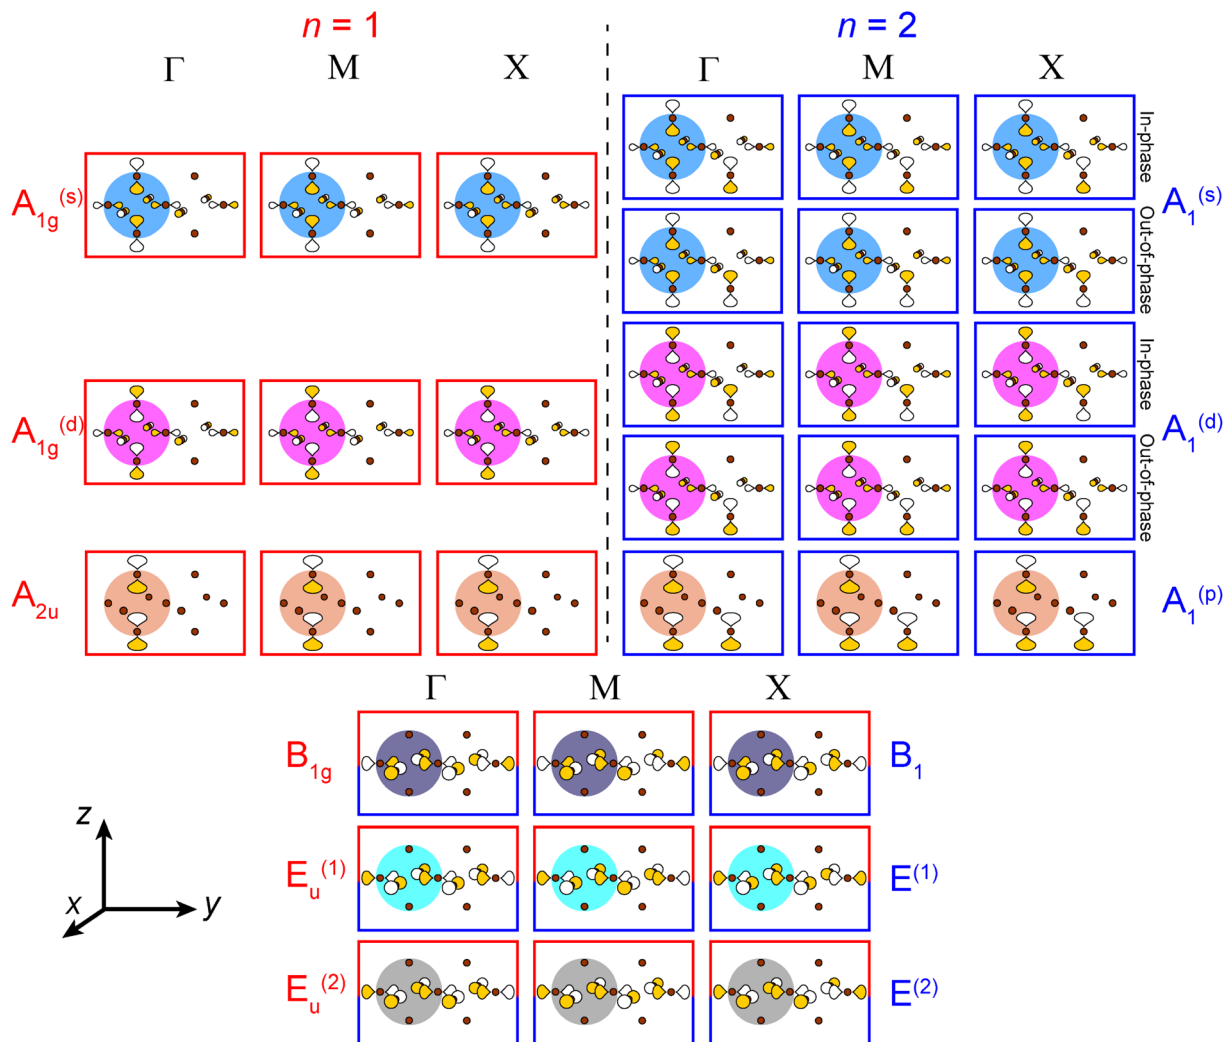 n = 1
n = 2
Γ M X
Γ M X
A1g(s)
In-phase
A1(s)
Out-of-phase
A1g(d)
In-phase
A1(d)
Out-of-phase
A2u
A1(p)
Γ M X
B1g
B1
Eu(1)
E(1)
Eu(2)
E(2)
z
x
y